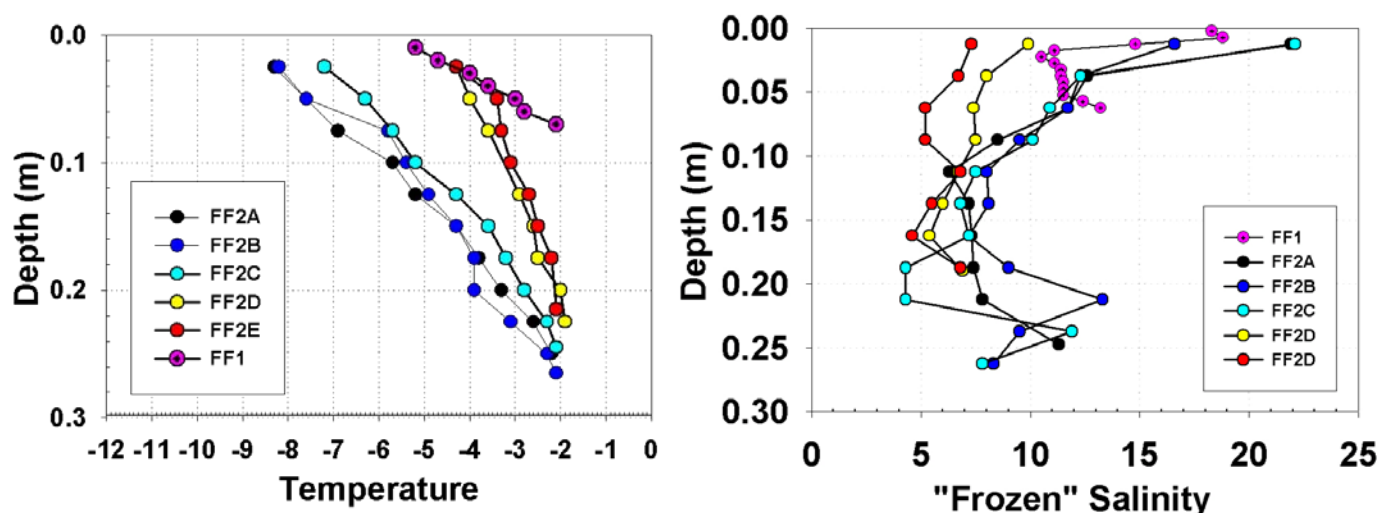 0.0
0.1
0.2
0.3
Depth (m)
FF2A
FF2B
FF2C
FF2D
FF2E
FF1
-12 -11 -10 -9 -8 -7 -6 -5 -4 -3 -2 -1 0
Temperature
0.00
0.05
0.10
0.15
0.20
0.25
0.30
Depth (m)
FF1
FF2A
FF2B
FF2C
FF2D
FF2D
0 5 10 15 20 25
"Frozen" Salinity